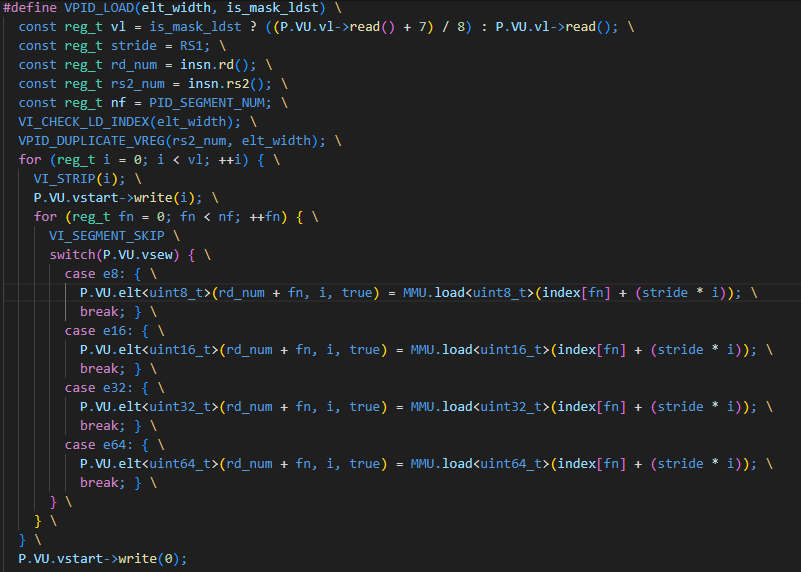 #define VPID_LOAD(elt_width, is_mask_ldst) \
  const reg_t vl = is_mask_ldst ? ((P.VU.vl->read() + 7) / 8) : P.VU.vl->read(); \
  const reg_t stride = RS1; \
  const reg_t rd_num = insn.rd(); \
  const reg_t rs2_num = insn.rs2(); \
  const reg_t nf = PID_SEGMENT_NUM; \
  VI_CHECK_LD_INDEX(elt_width); \
  VPID_DUPLICATE_VREG(rs2_num, elt_width); \
  for (reg_t i = 0; i < vl; ++i) { \
    VI_STRIP(i); \
    P.VU.vstart->write(i); \
    for (reg_t fn = 0; fn < nf; ++fn) { \
      VI_SEGMENT_SKIP \
      switch(P.VU.vsew) { \
        case e8: { \
          P.VU.elt<uint8_t>(rd_num + fn, i, true) = MMU.load<uint8_t>(index[fn] + (stride * i)); \
          break; } \
        case e16: { \
          P.VU.elt<uint16_t>(rd_num + fn, i, true) = MMU.load<uint16_t>(index[fn] + (stride * i)); \
          break; } \
        case e32: { \
          P.VU.elt<uint32_t>(rd_num + fn, i, true) = MMU.load<uint32_t>(index[fn] + (stride * i)); \
          break; } \
        case e64: { \
          P.VU.elt<uint64_t>(rd_num + fn, i, true) = MMU.load<uint64_t>(index[fn] + (stride * i)); \
          break; } \
      } \
    } \
  } \
  P.VU.vstart->write(0);